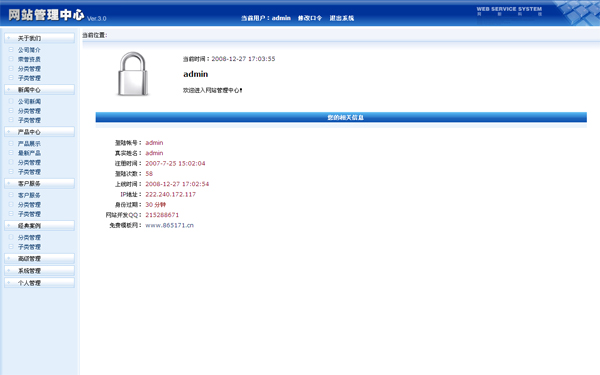 网站管理中心 Ver.3.0
当前用户：admin 修改口令 退出系统
WEB SERVICE SYSTEM
当前位置：
关于我们
公司简介
荣誉资质
分类管理
子类管理
新闻中心
公司新闻
分类管理
子类管理
产品中心
产品展示
最新产品
分类管理
子类管理
客户服务
客户服务
分类管理
子类管理
经典案例
分类管理
子类管理
高级管理
系统管理
个人管理
当前时间：2008-12-27 17:03:55
admin
欢迎进入网站管理中心!
您的相关信息
登陆帐号： admin
真实姓名： admin
注册时间： 2007-7-25 15:02:04
登陆次数： 58
上线时间： 2008-12-27 17:02:54
IP地址： 222.240.172.117
身份过期： 30 分钟
网站开发QQ： 215288671
免费模板网： www.865171.cn